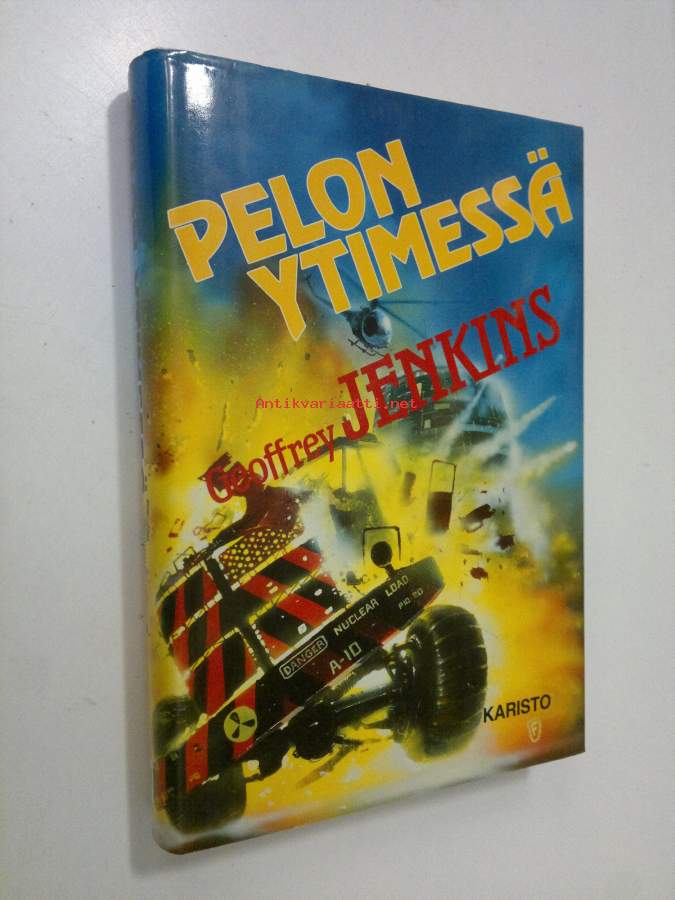 PELON
YTIMESSÄ
Geoffrey JENKINS
Antikvariaatti.net
DANGER NUCLEAR LOAD
A-10
KARISTO